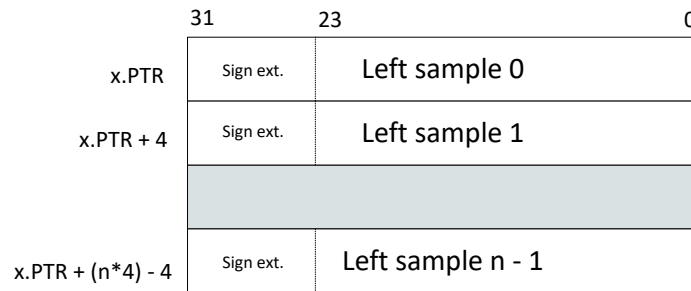 31 23 0
x.PTR Sign ext. Left sample 0
x.PTR + 4 Sign ext. Left sample 1
x.PTR + (n*4) - 4 Sign ext. Left sample n - 1